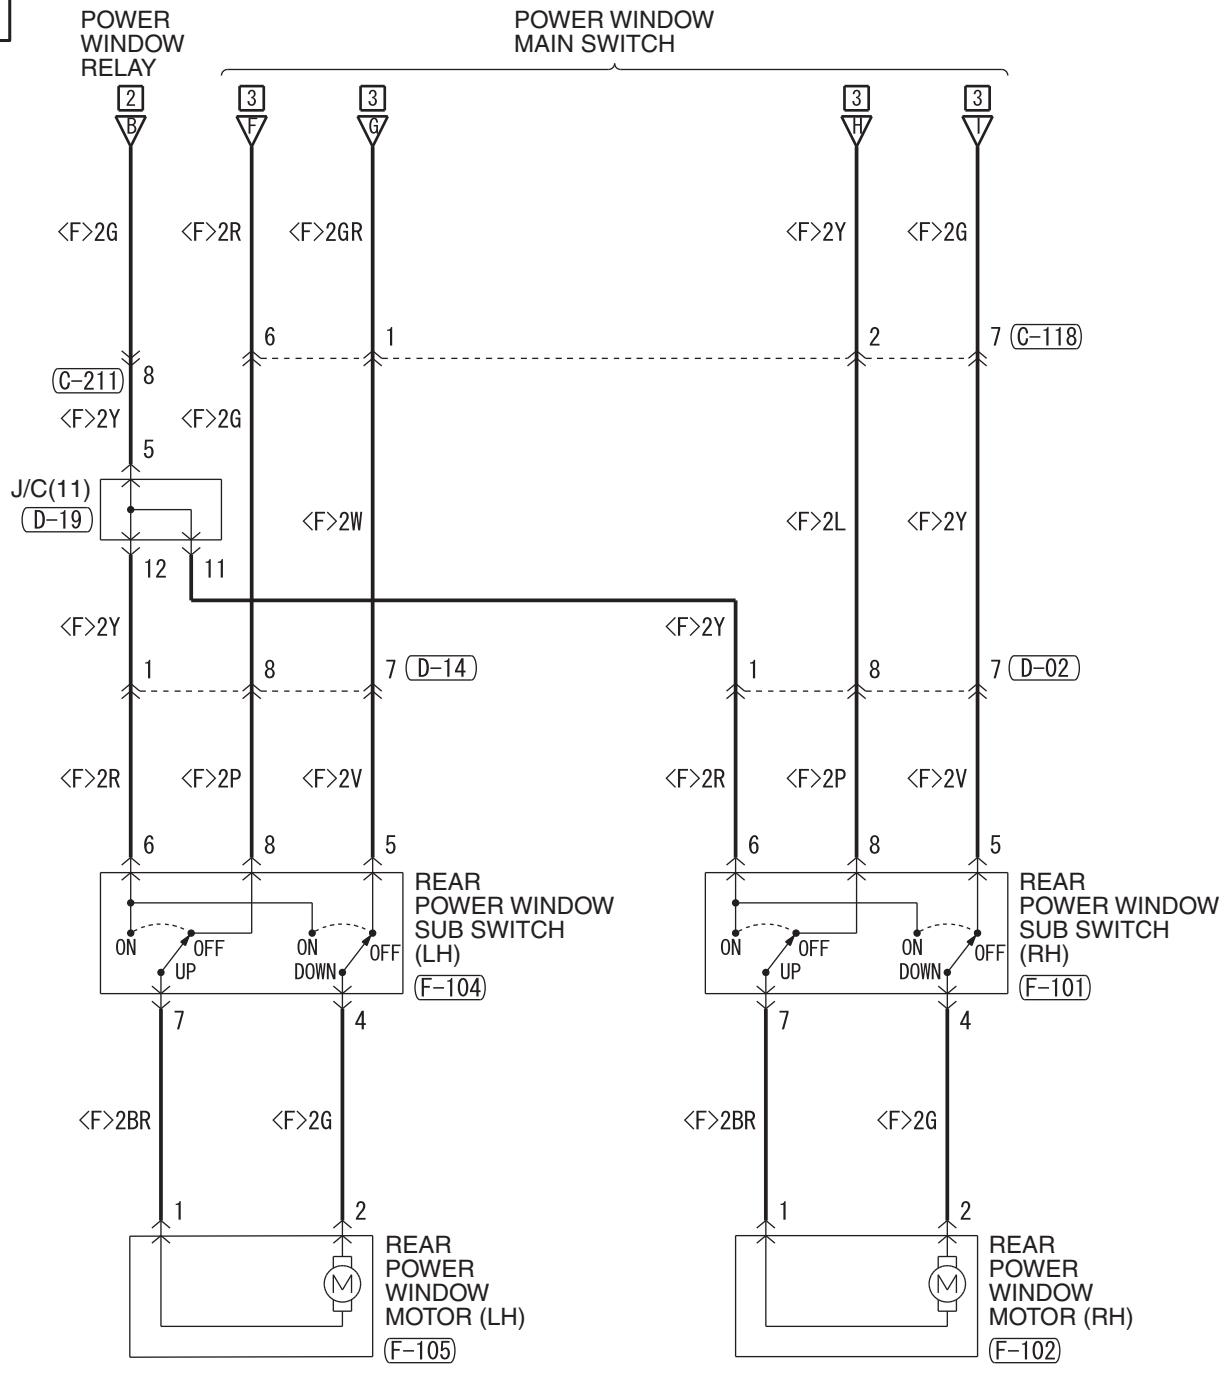 POWER
WINDOW
RELAY
POWER WINDOW
MAIN SWITCH
2 3 3 3 3
B F G H I
<F>2G <F>2R <F>2GR <F>2Y <F>2G
6 1 2 7 C-118
C-211 8
<F>2Y <F>2G
5
J/C(11)
D-19
<F>2W <F>2L <F>2Y
12 11
<F>2Y <F>2Y
1 8 7 D-14 1 8 7 D-02
<F>2R <F>2P <F>2V <F>2R <F>2P <F>2V
6 8 5 6 8 5
REAR
POWER WINDOW
SUB SWITCH
(LH)
F-104
ON OFF ON OFF
UP DOWN
REAR
POWER WINDOW
SUB SWITCH
(RH)
F-101
ON OFF ON OFF
UP DOWN
7 4 7 4
<F>2BR <F>2G <F>2BR <F>2G
1 2 1 2
M
REAR
POWER
WINDOW
MOTOR (LH)
F-105
M
REAR
POWER
WINDOW
MOTOR (RH)
F-102